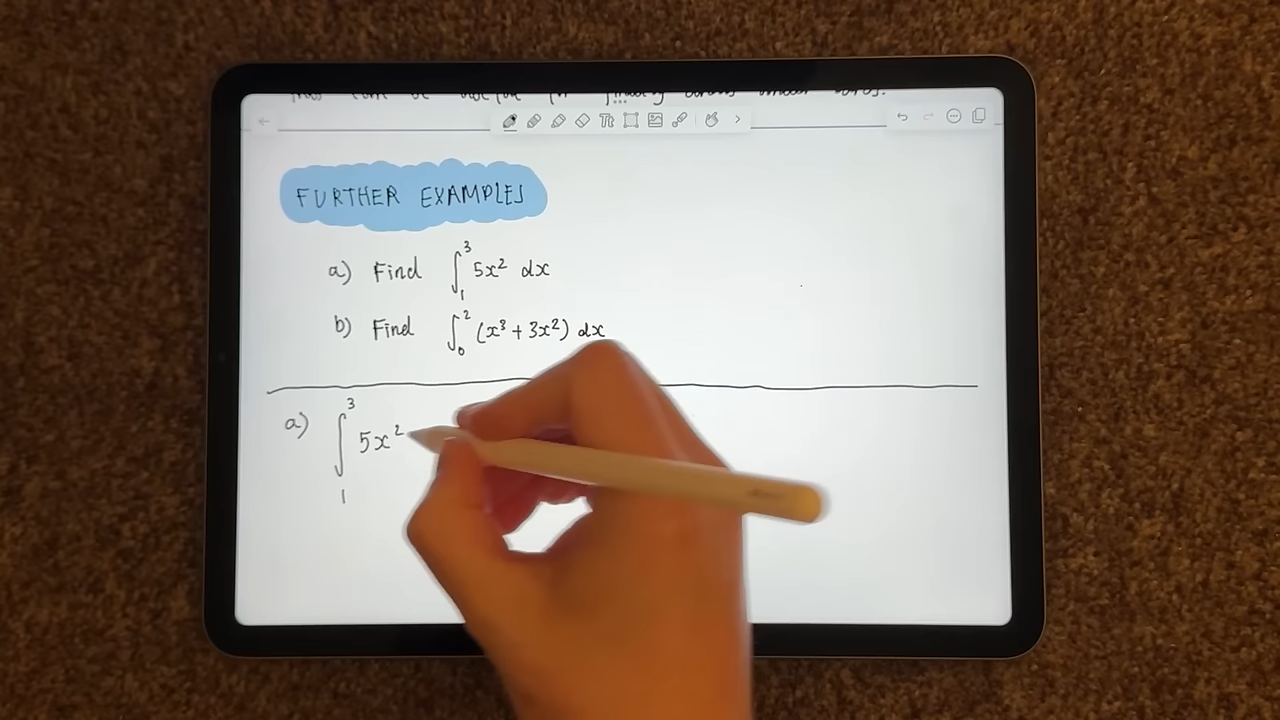 FURTHER EXAMPLES
a) Find ∫₁³ 5x² dx
b) Find ∫₀² (x³ + 3x²) dx
a) ∫₁³ 5x²